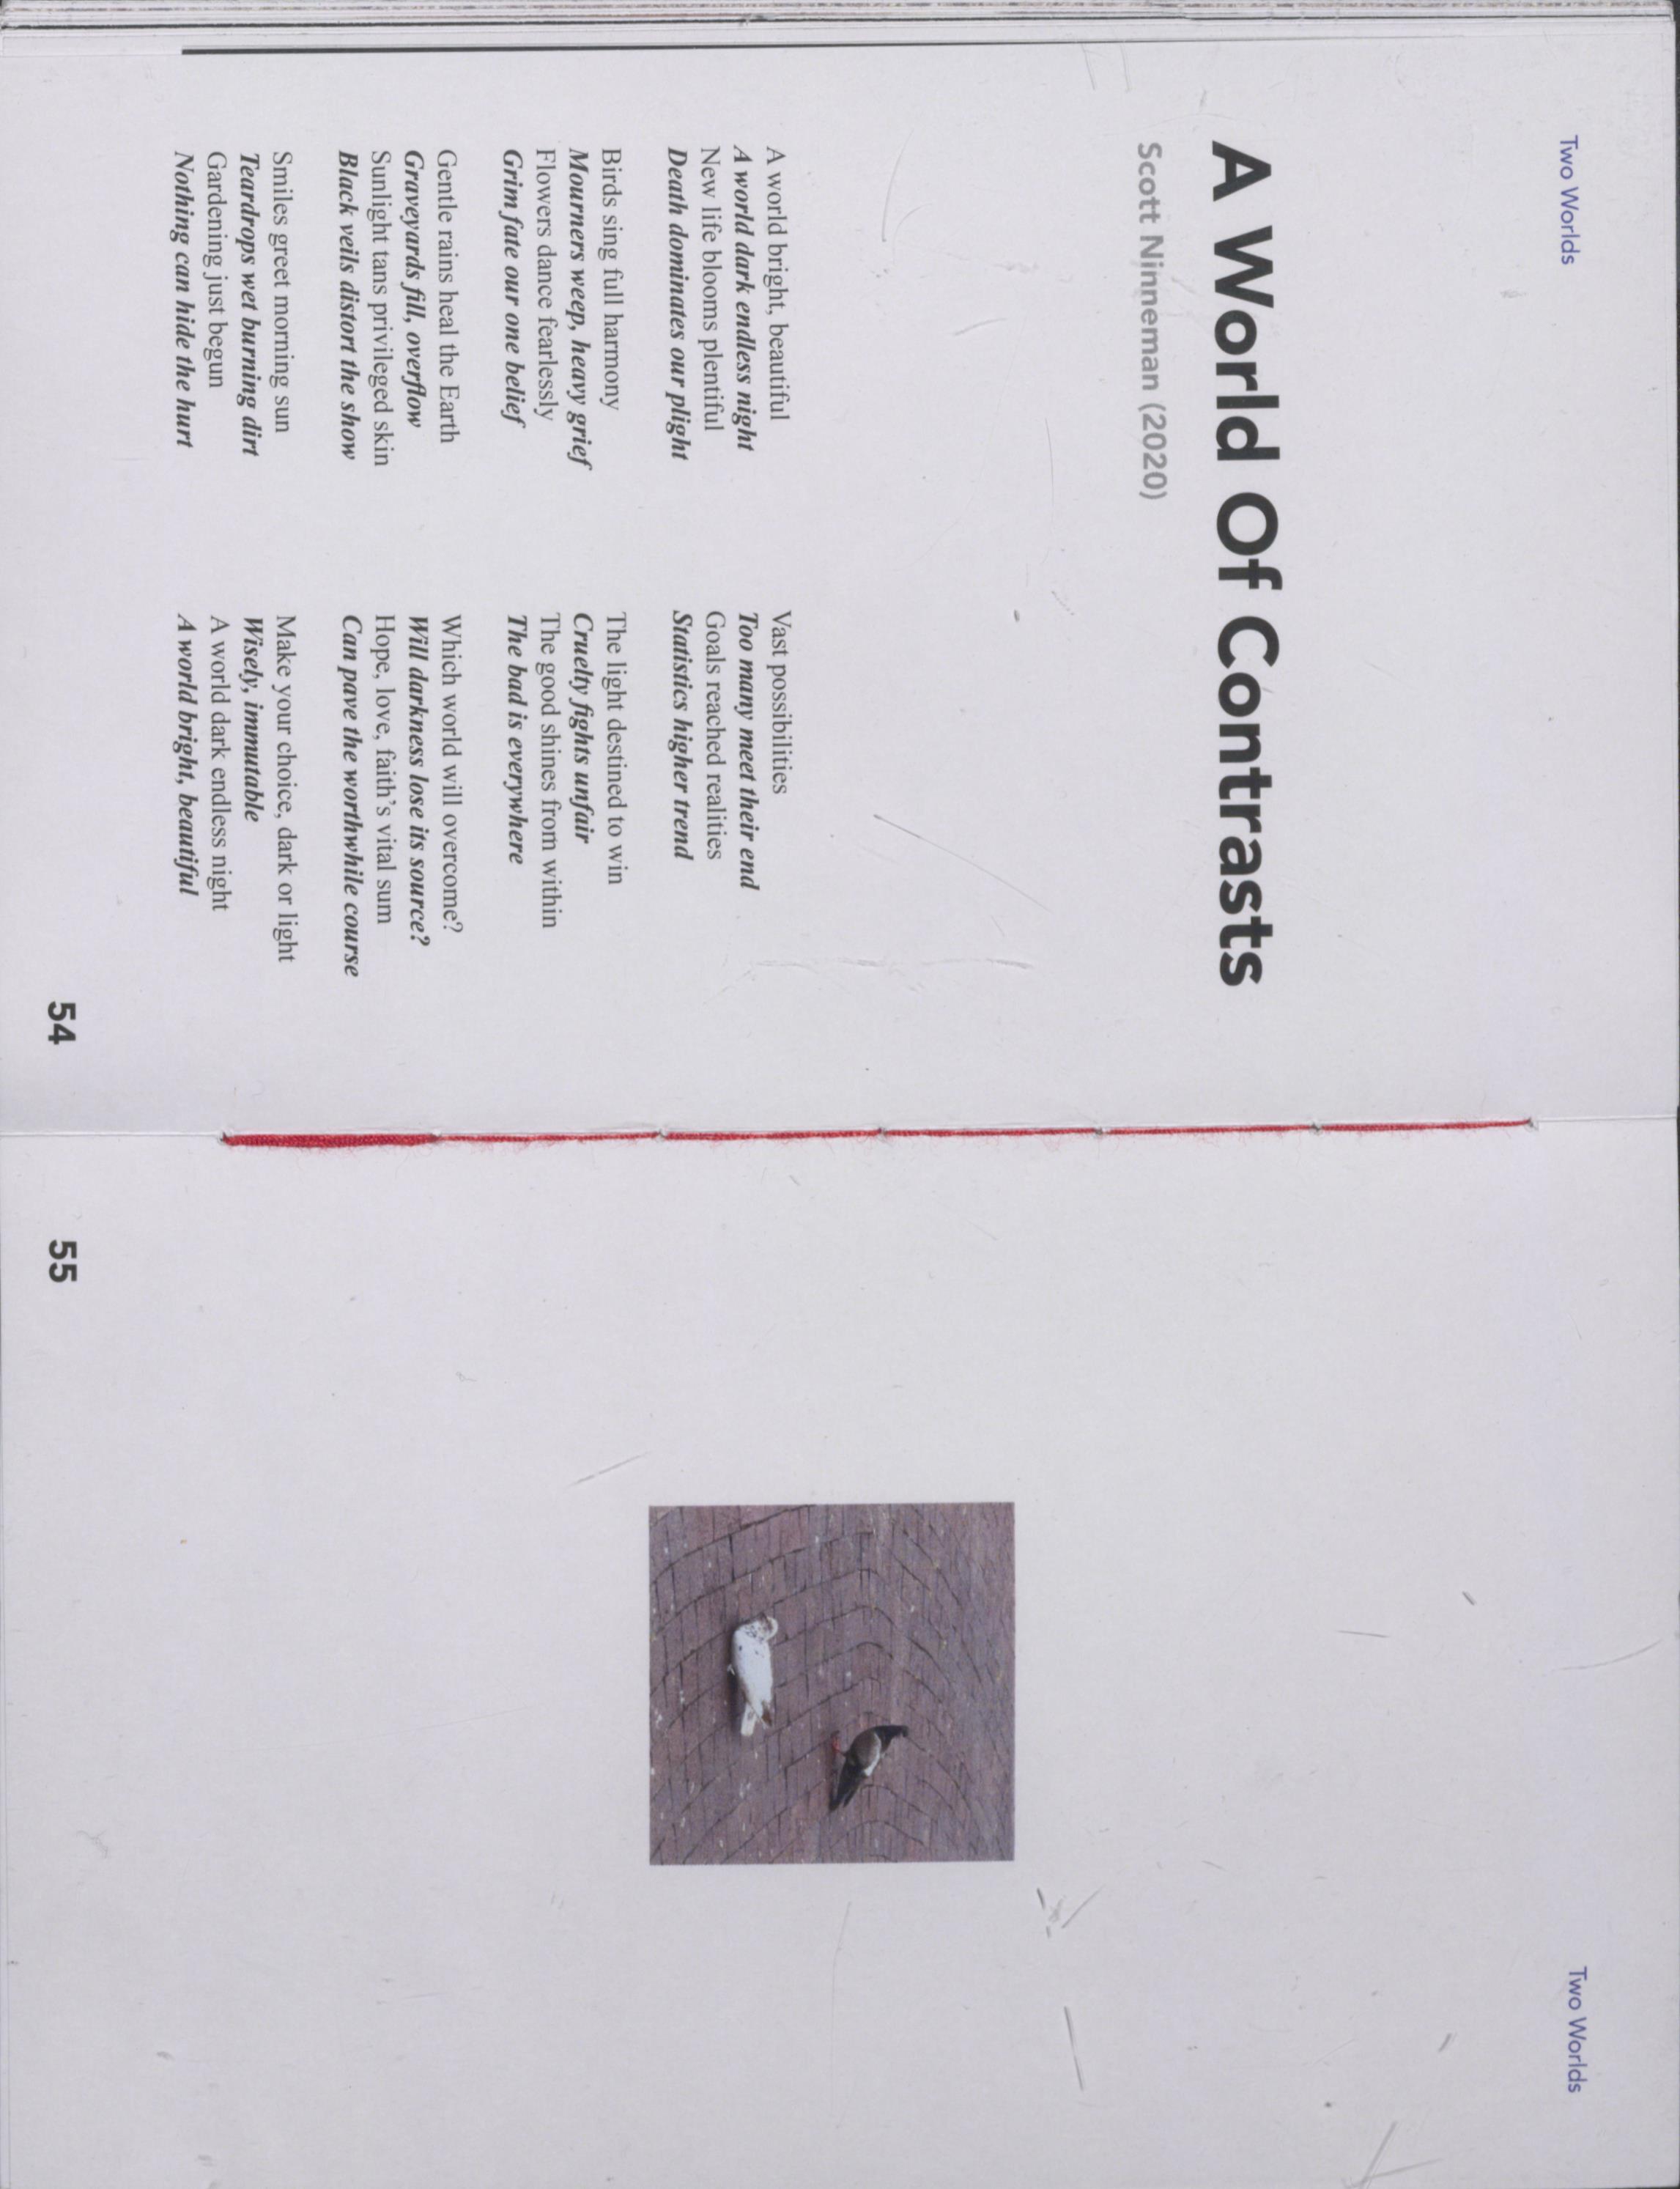 Two Worlds
A World Of Contrasts
Scott Ninneman (2020)
A world bright, beautiful
A world dark endless night
New life blooms plentiful
Death dominates our plight
Birds sing full harmony
Mourners weep, heavy grief
Flowers dance fearlessly
Grim fate our one belief
Gentle rains heal the Earth
Graveyards fill, overflow
Sunlight tans privileged skin
Black veils distort the show
Smiles greet morning sun
Teardrops wet burning dirt
Gardening just begun
Nothing can hide the hurt
Vast possibilities
Too many meet their end
Goals reached realities
Statistics higher trend
The light destined to win
Cruelty fights unfair
The good shines from within
The bad is everywhere
Which world will overcome?
Will darkness lose its source?
Hope, love, faith’s vital sum
Can pave the worthwhile course
Make your choice, dark or light
Wisely, immutable
A world dark endless night
A world bright, beautiful
54
Two Worlds
55